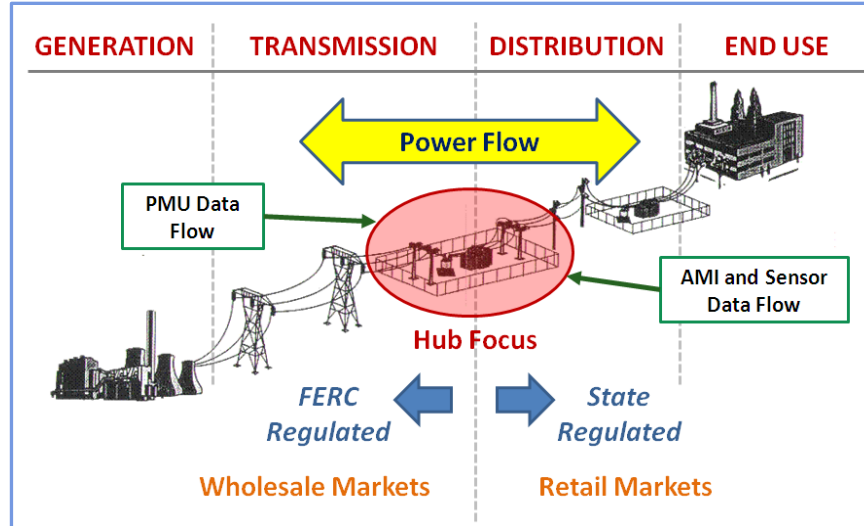 GENERATION
TRANSMISSION
DISTRIBUTION
END USE
Power Flow
PMU Data
Flow
AMI and Sensor
Data Flow
Hub Focus
FERC
Regulated
State
Regulated
Wholesale Markets
Retail Markets